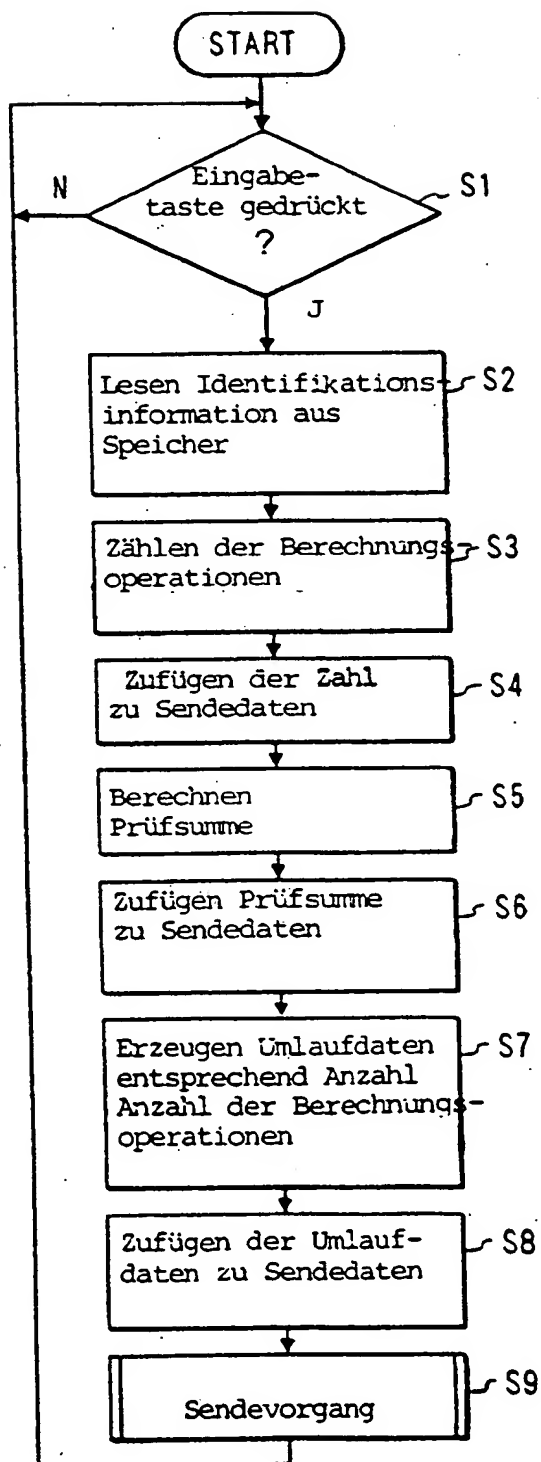 START
N
Eingabe-
taste gedrückt
?
S1
J
Lesen Identifikations-
information aus
Speicher
S2
Zählen der Berechnungs-
operationen
S3
Zufügen der Zahl
zu Sendedaten
S4
Berechnen
Prüfsumme
S5
Zufügen Prüfsumme
zu Sendedaten
S6
Erzeugen Umlaufdaten
entsprechend Anzahl
Anzahl der Berechnungs-
operationen
S7
Zufügen der Umlauf-
daten zu Sendedaten
S8
Sendevorgang
S9